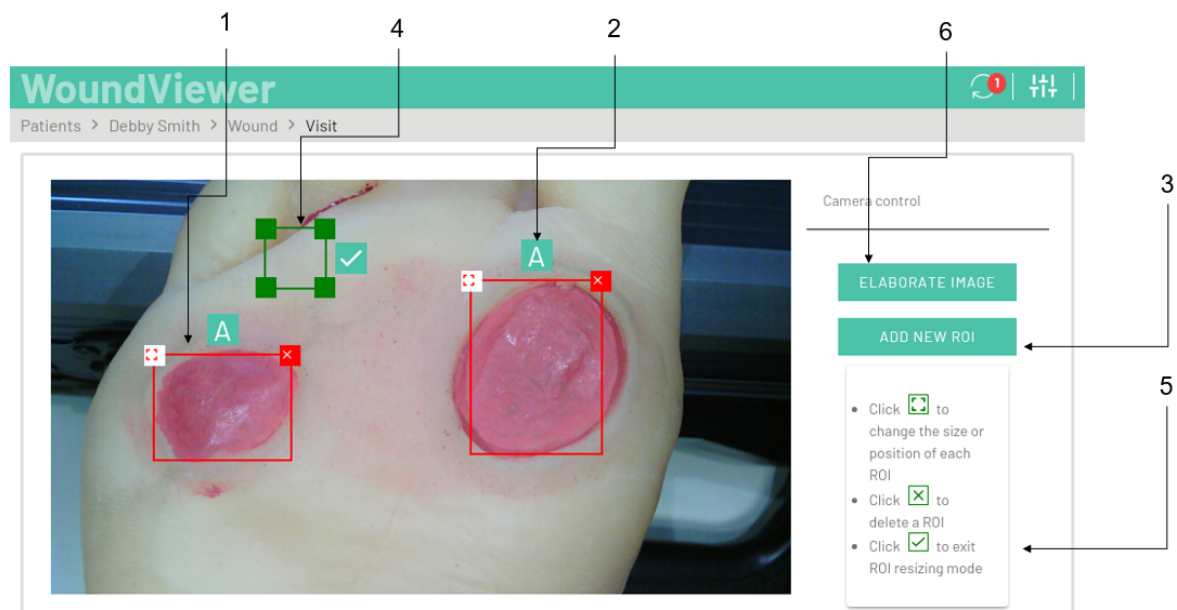 1
4
2
6
WoundViewer
1
Patients > Debby Smith > Wound > Visit
3
Camera control
A
ELABORATE IMAGE
A
ADD NEW ROI
5
• Click to
change the size or
position of each
ROI
• Click to
delete a ROI
• Click to exit
ROI resizing mode